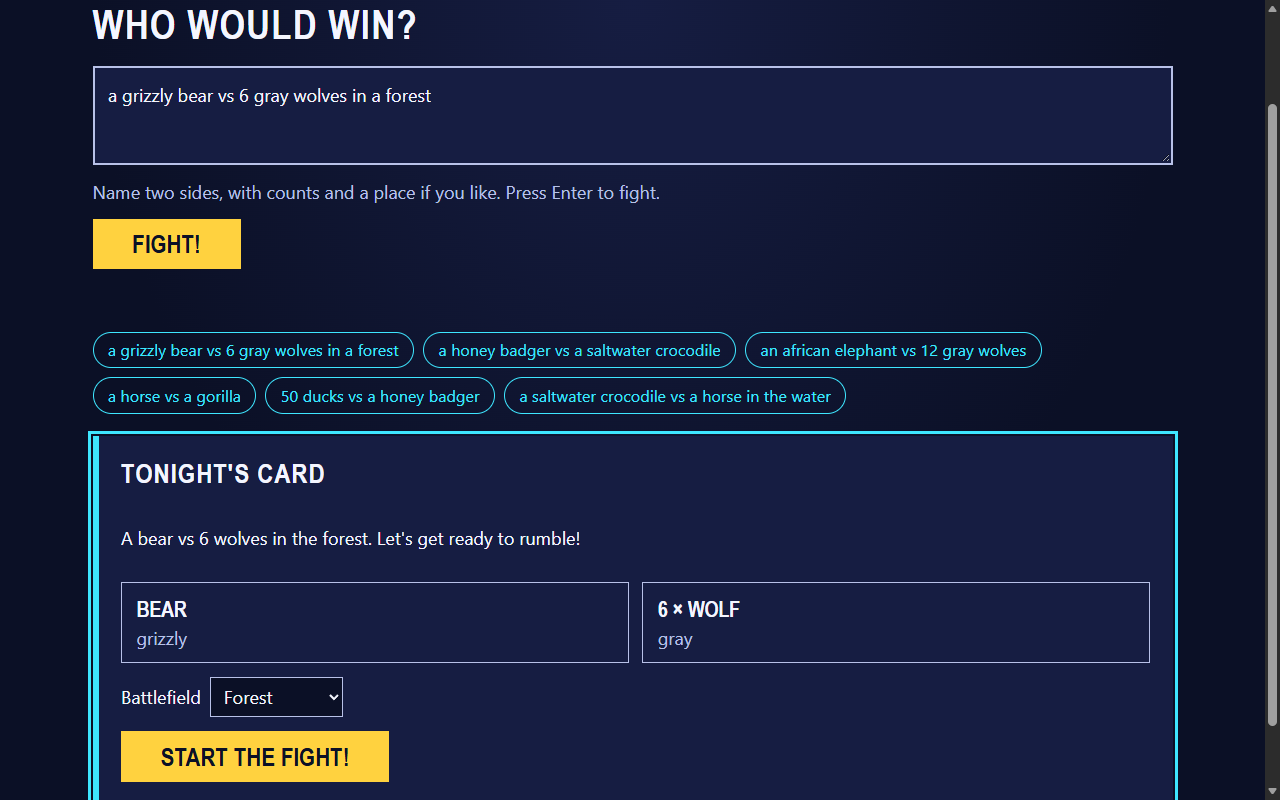 WHO WOULD WIN?
a grizzly bear vs 6 gray wolves in a forest
Name two sides, with counts and a place if you like. Press Enter to fight.
FIGHT!
a grizzly bear vs 6 gray wolves in a forest
a honey badger vs a saltwater crocodile
an african elephant vs 12 gray wolves
a horse vs a gorilla
50 ducks vs a honey badger
a saltwater crocodile vs a horse in the water
TONIGHT'S CARD
A bear vs 6 wolves in the forest. Let's get ready to rumble!
BEAR
grizzly
6 × WOLF
gray
Battlefield
Forest
START THE FIGHT!